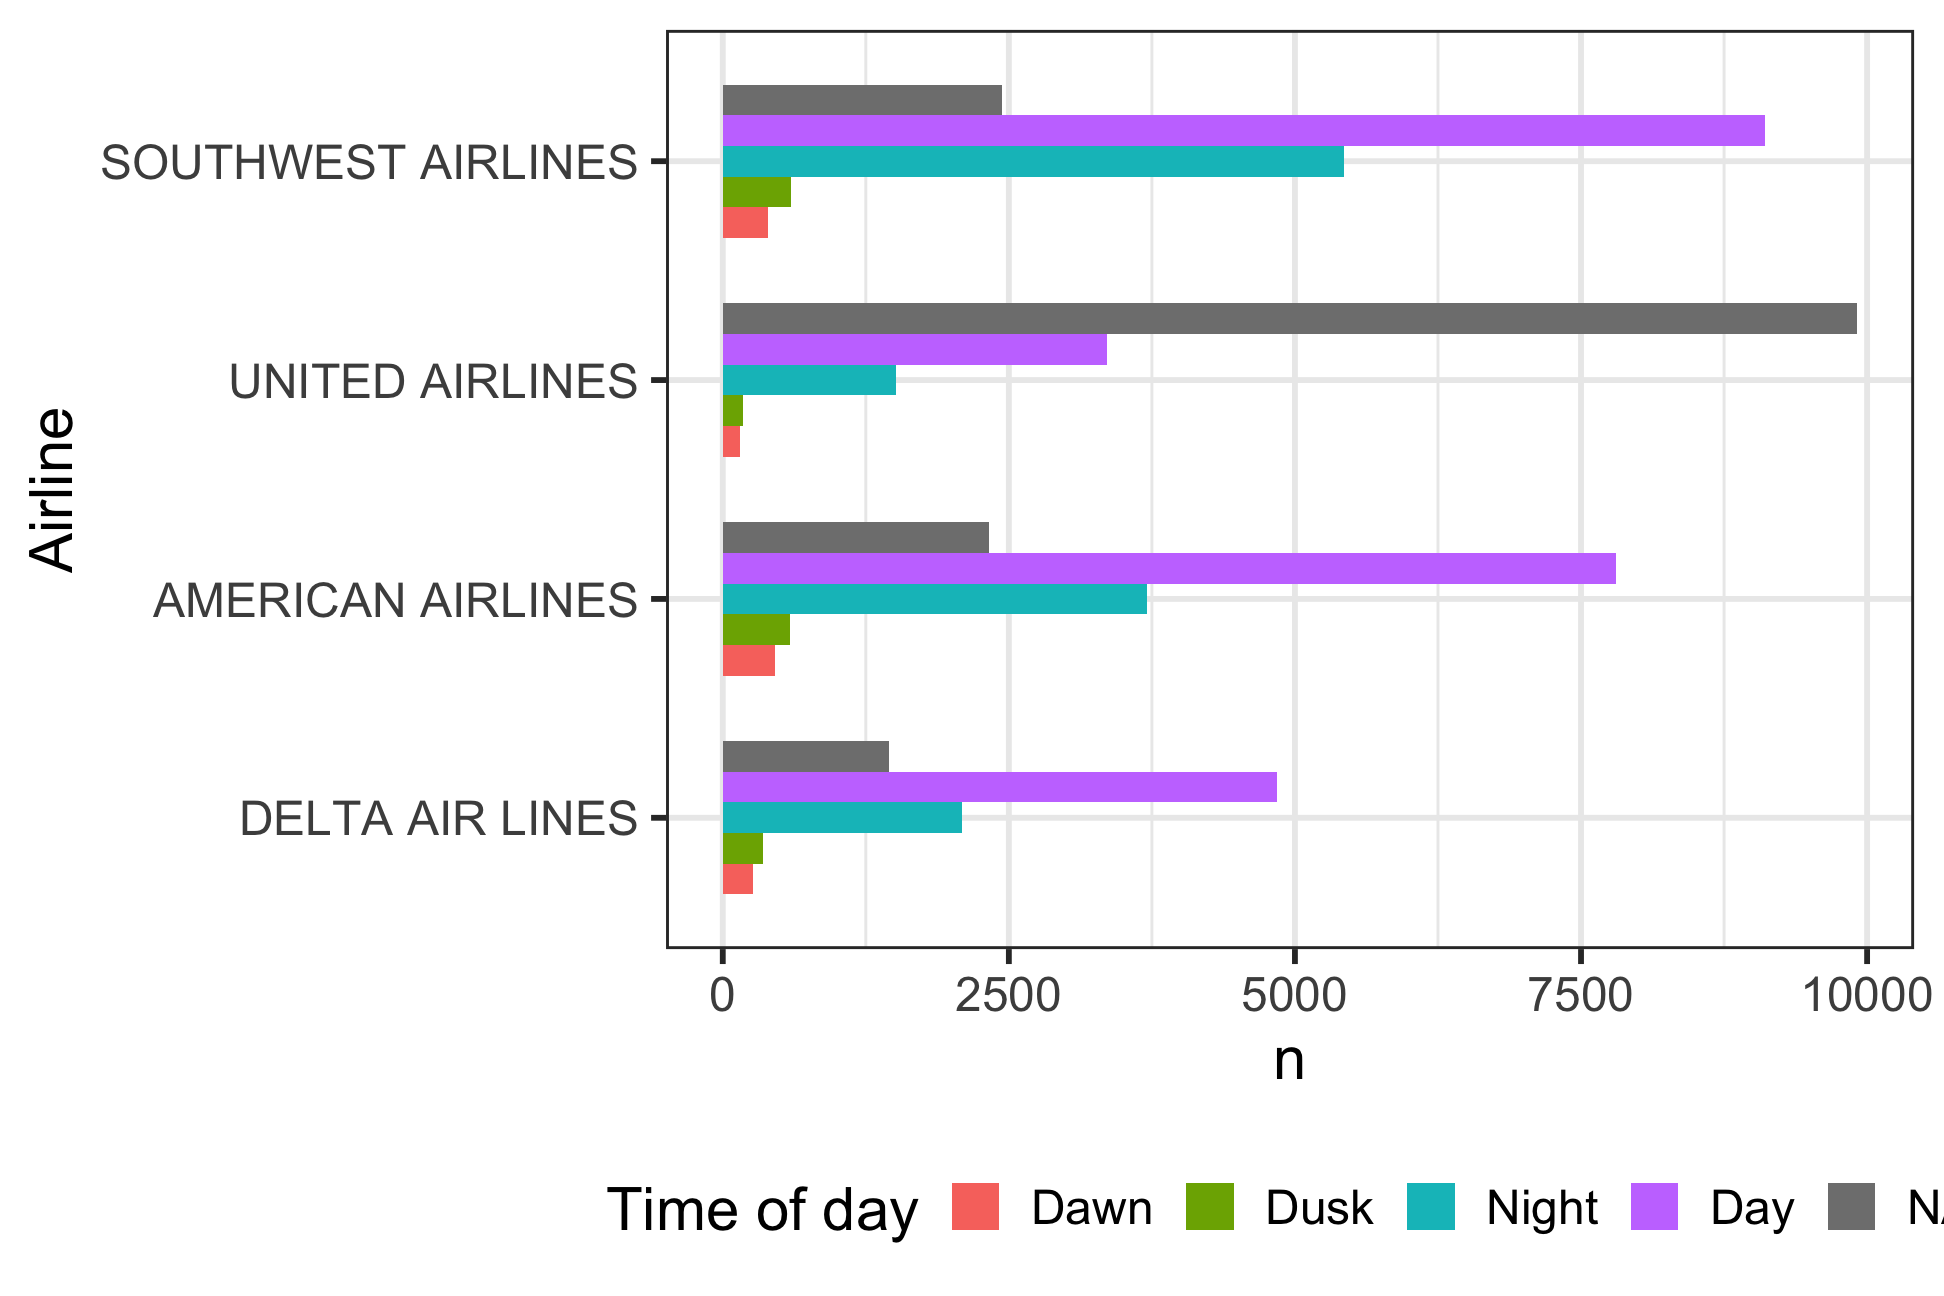 SOUTHWEST AIRLINES
UNITED AIRLINES
AMERICAN AIRLINES
DELTA AIR LINES
Airline
0 2500 5000 7500 10000
n
Time of day Dawn Dusk Night Day